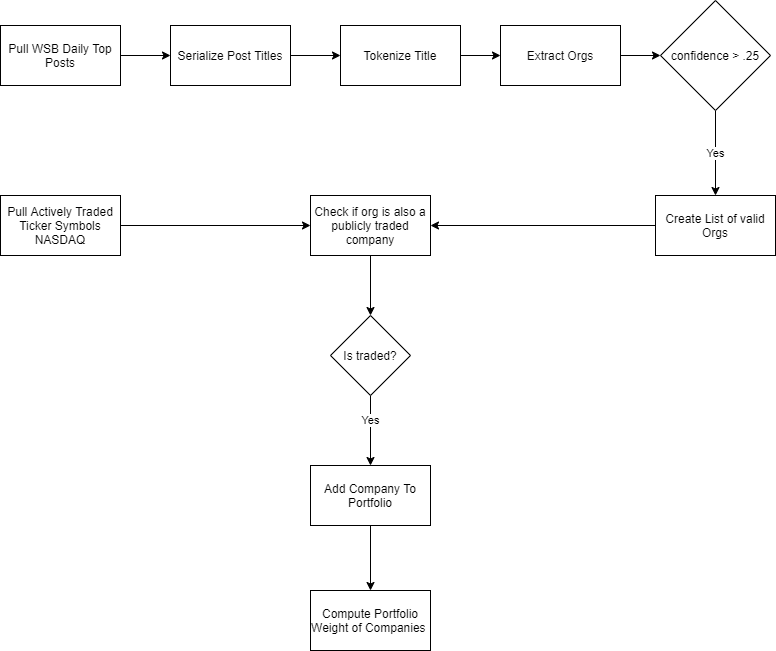 Pull WSB Daily Top
Posts
Serialize Post Titles
Tokenize Title
Extract Orgs
confidence > .25
Yes
Pull Actively Traded
Ticker Symbols
NASDAQ
Check if org is also a
publicly traded
company
Create List of valid
Orgs
Is traded?
Yes
Add Company To
Portfolio
Compute Portfolio
Weight of Companies